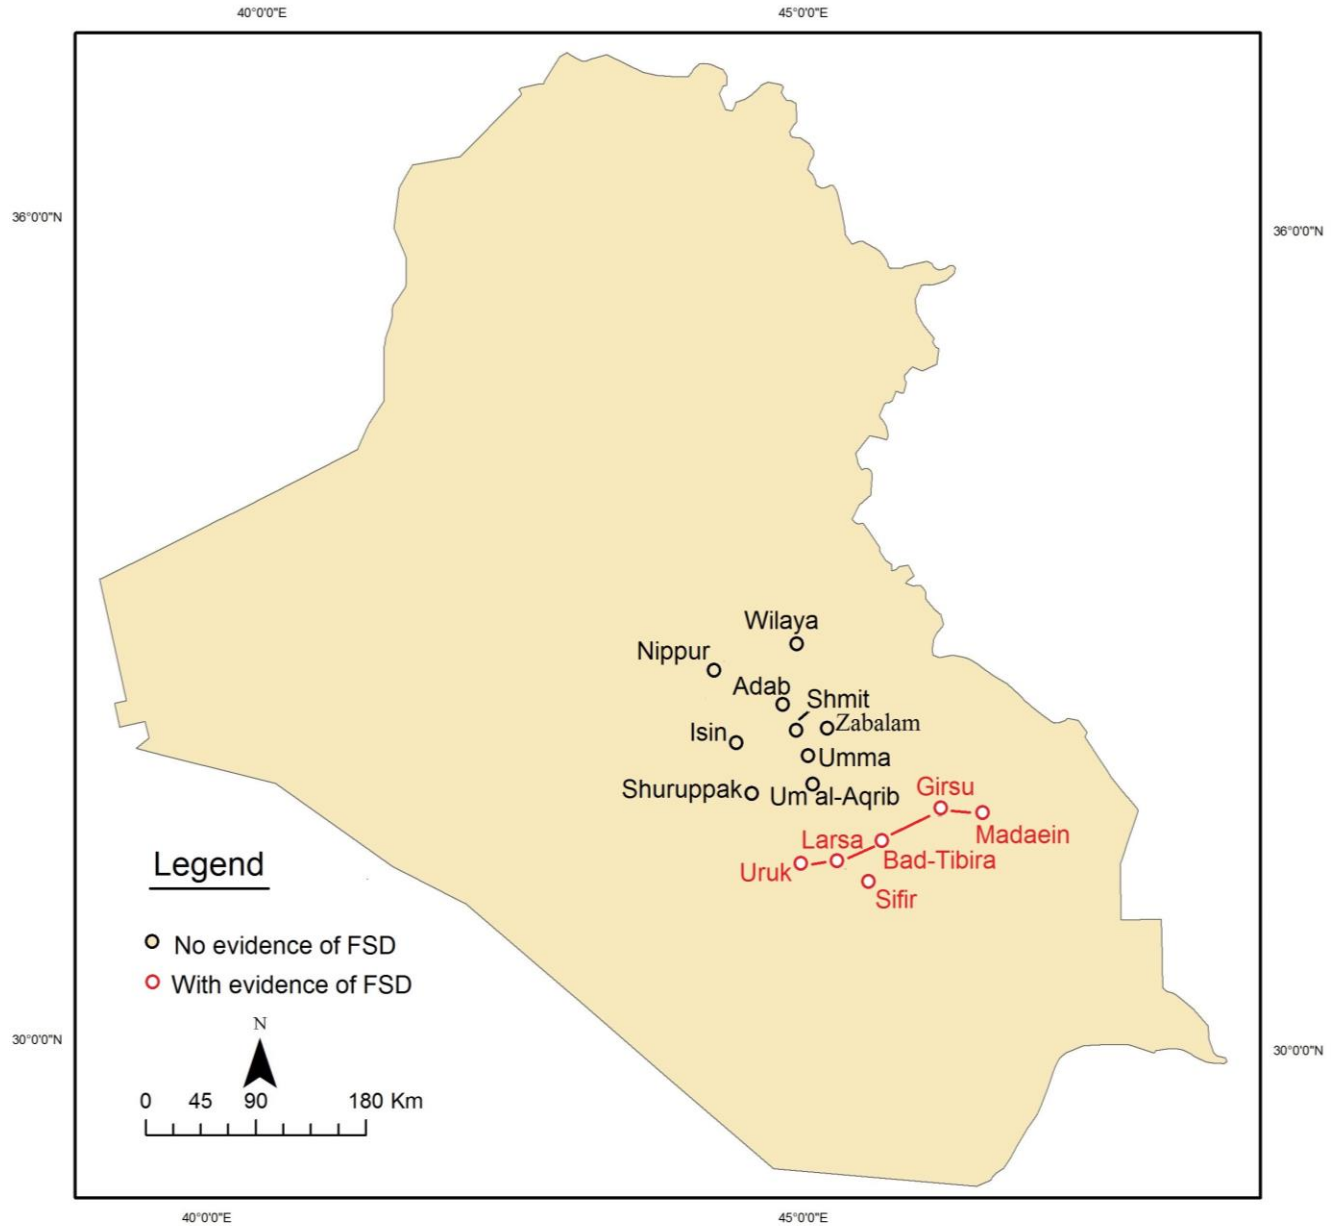 40°0'0"E
45°0'0"E
36°0'0"N
36°0'0"N
Wilaya
Nippur
Adab
Shmit
Zabalam
Isin
Umma
Shuruppak
Um al-Aqrib
Girsu
Madaein
Larsa
Bad-Tibira
Uruk
Sifir
Legend
No evidence of FSD
With evidence of FSD
N
30°0'0"N
30°0'0"N
0 45 90 180 Km
40°0'0"E
45°0'0"E